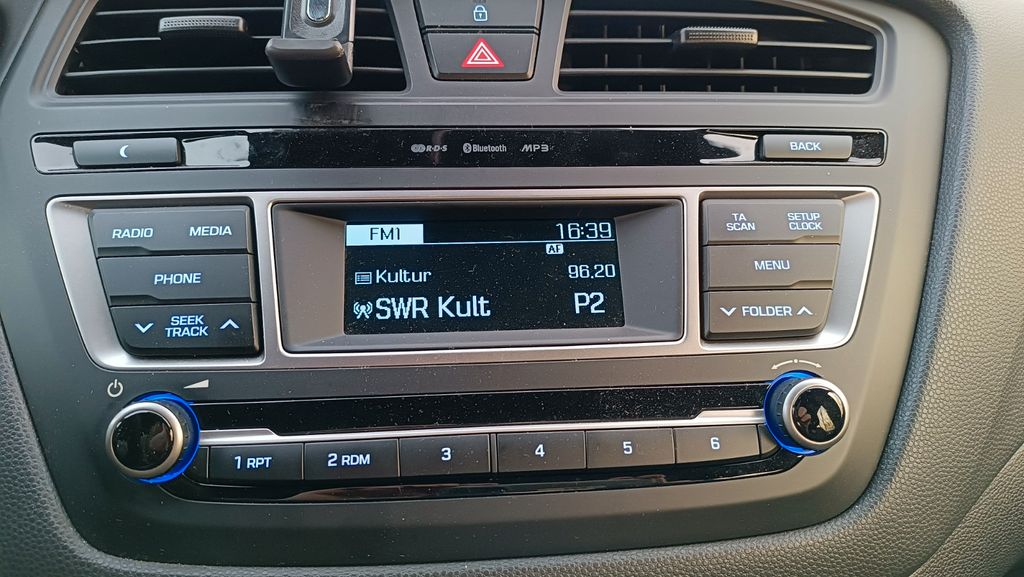 RDS Bluetooth MP3
BACK
RADIO MEDIA
PHONE
SEEK
TRACK
FM1 16:39
AF
Kultur 96.20
SWR Kult P2
TA
SCAN
SETUP
CLOCK
MENU
FOLDER
1 RPT 2 RDM 3 4 5 6